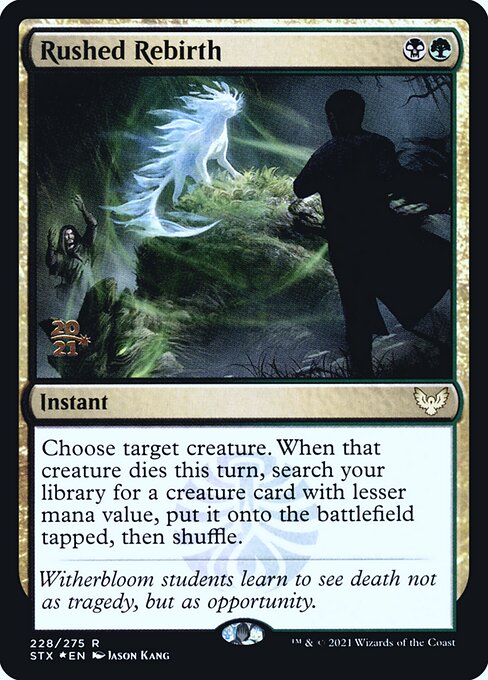 Rushed Rebirth
20
21
Instant
Choose target creature. When that
creature dies this turn, search your
library for a creature card with lesser
mana value, put it onto the battlefield
tapped, then shuffle.
Witherbloom students learn to see death not
as tragedy, but as opportunity.
228/275 R
STX ★ EN Jason Kang
™ & © 2021 Wizards of the Coast